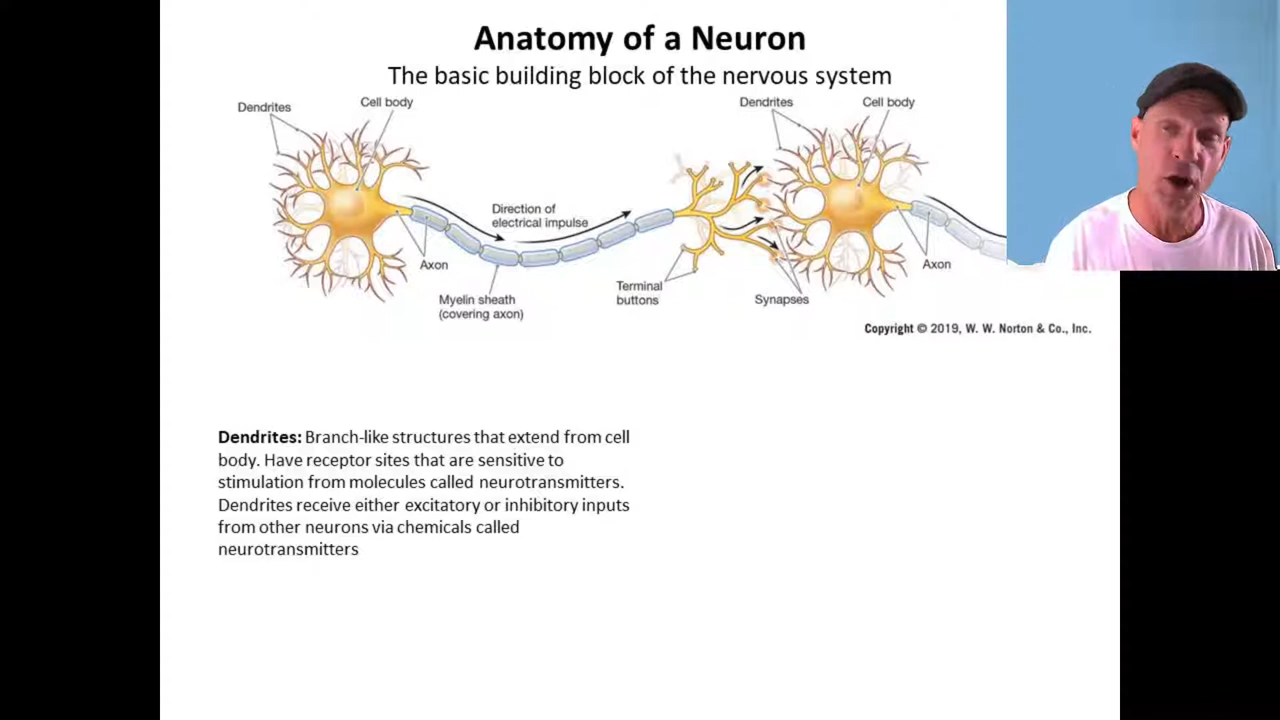 Anatomy of a Neuron
The basic building block of the nervous system
Dendrites
Cell body
Dendrites
Cell body
Direction of
electrical impulse
Axon
Myelin sheath
(covering axon)
Terminal
buttons
Synapses
Axon
Copyright © 2019, W. W. Norton & Co., Inc.
Dendrites: Branch-like structures that extend from cell
body. Have receptor sites that are sensitive to
stimulation from molecules called neurotransmitters.
Dendrites receive either excitatory or inhibitory inputs
from other neurons via chemicals called
neurotransmitters